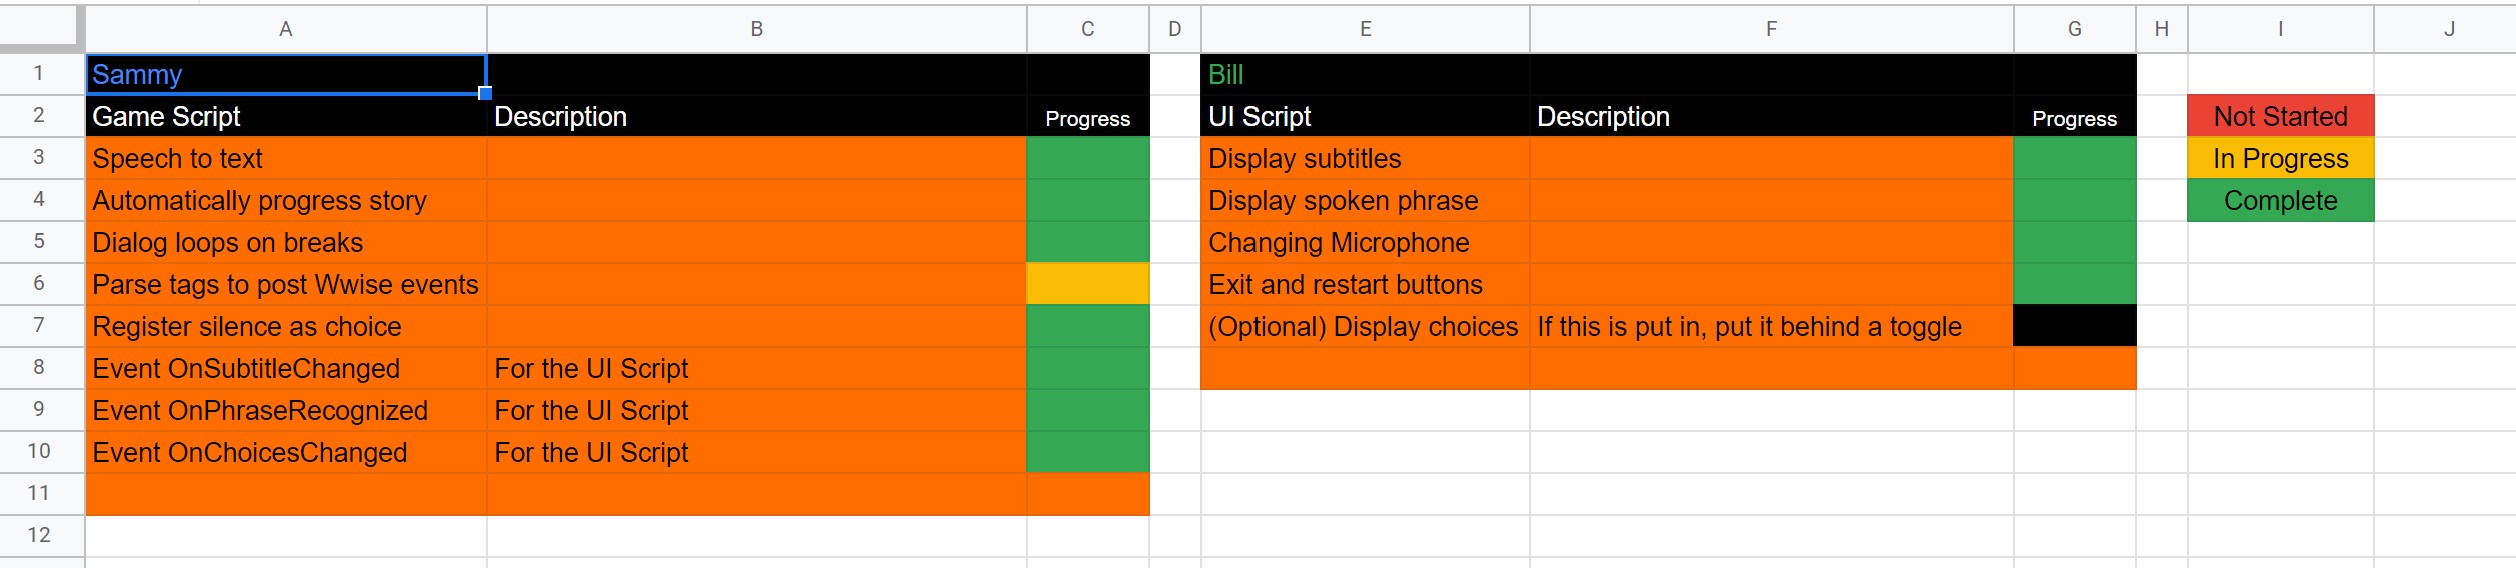 A B C D E F G H I J
1 Sammy Bill
2 Game Script Description Progress UI Script Description Progress Not Started
3 Speech to text Display subtitles In Progress
4 Automatically progress story Display spoken phrase Complete
5 Dialog loops on breaks Changing Microphone
6 Parse tags to post Wwise events Exit and restart buttons
7 Register silence as choice (Optional) Display choices If this is put in, put it behind a toggle
8 Event OnSubtitleChanged For the UI Script
9 Event OnPhraseRecognized For the UI Script
10 Event OnChoicesChanged For the UI Script
11
12